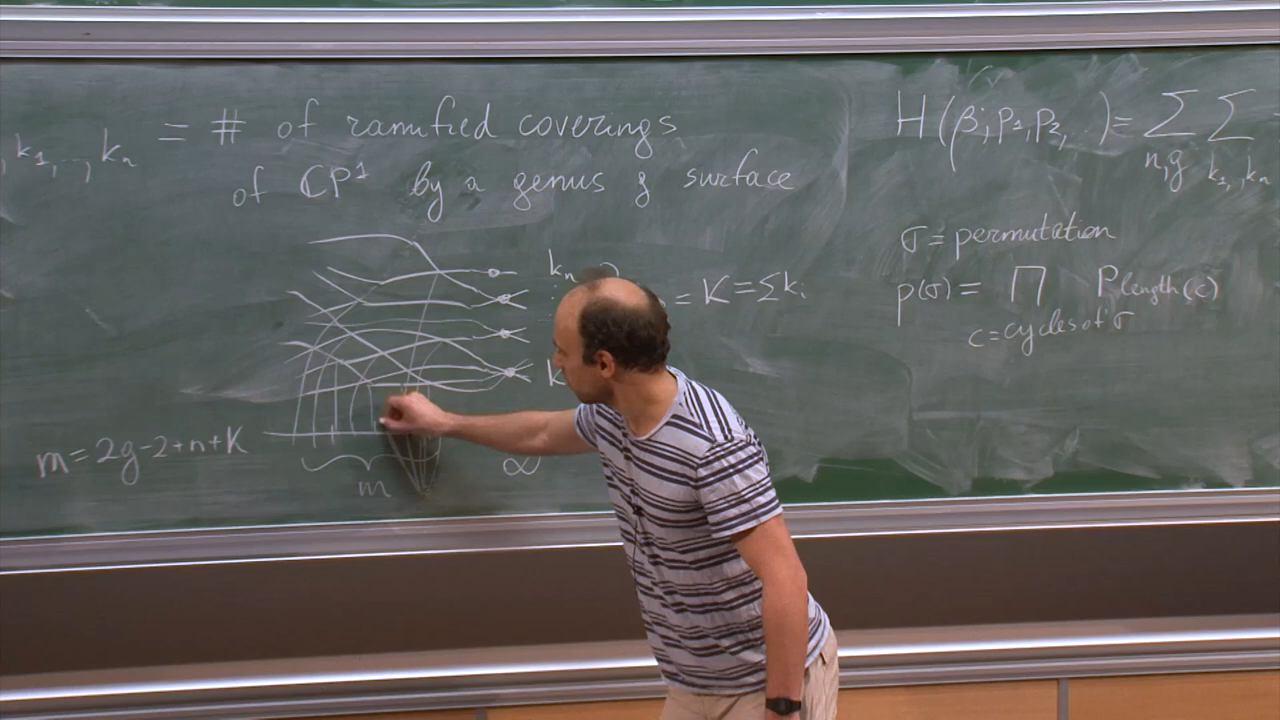 k₁, .., kₙ = # of ramified coverings
of ℂP¹ by a genus g surface
kₙ
= K = Σkᵢ
k
m = 2g-2+n+K
m
∞
H(β; p₁, p₂, ) = Σ Σ
n,g k₁, .. kₙ
σ = permutation
p(σ) = ∏ P length(c)
c = cycles of σ